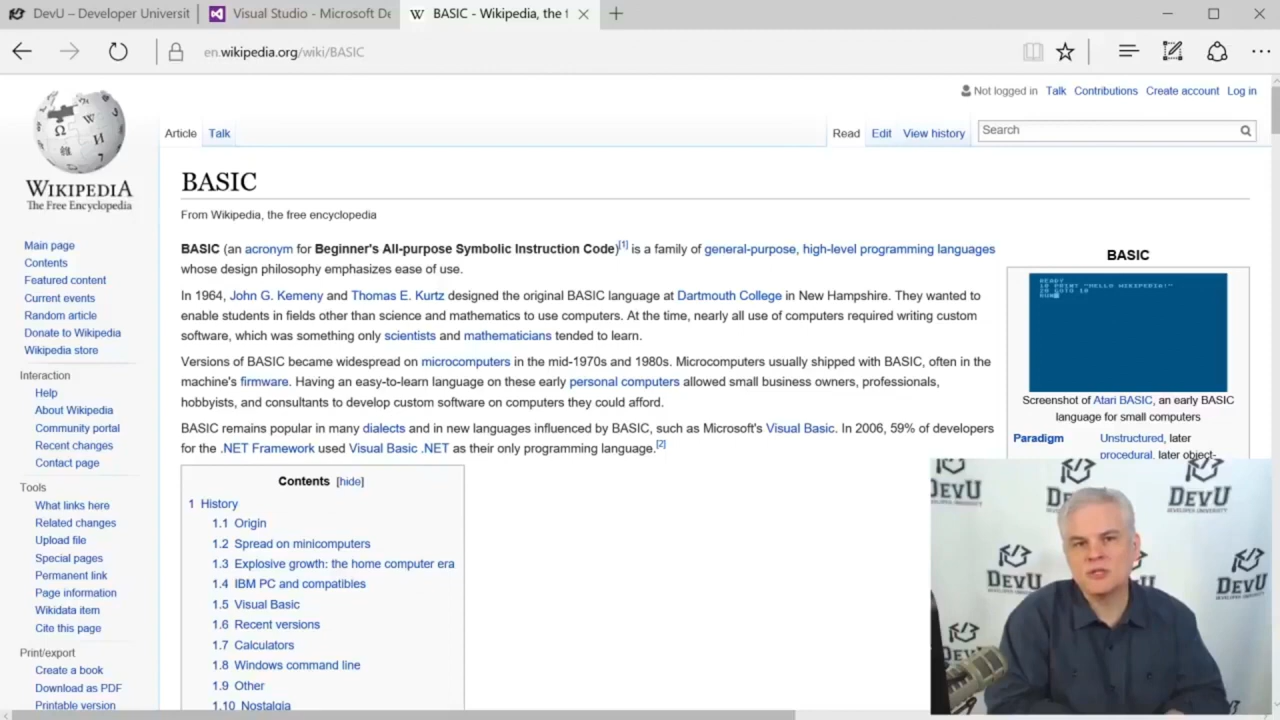 DevU – Developer Universit
Visual Studio - Microsoft De
W BASIC - Wikipedia, the f
en.wikipedia.org/wiki/BASIC
Not logged in Talk Contributions Create account Log in
Article Talk
Read Edit View history Search
WIKIPEDIA
The Free Encyclopedia
Main page
Contents
Featured content
Current events
Random article
Donate to Wikipedia
Wikipedia store
Interaction
Help
About Wikipedia
Community portal
Recent changes
Contact page
Tools
What links here
Related changes
Upload file
Special pages
Permanent link
Page information
Wikidata item
Cite this page
Print/export
Create a book
Download as PDF
Printable version
BASIC
From Wikipedia, the free encyclopedia
BASIC (an acronym for Beginner's All-purpose Symbolic Instruction Code)[1] is a family of general-purpose, high-level programming languages
whose design philosophy emphasizes ease of use.
In 1964, John G. Kemeny and Thomas E. Kurtz designed the original BASIC language at Dartmouth College in New Hampshire. They wanted to
enable students in fields other than science and mathematics to use computers. At the time, nearly all use of computers required writing custom
software, which was something only scientists and mathematicians tended to learn.
Versions of BASIC became widespread on microcomputers in the mid-1970s and 1980s. Microcomputers usually shipped with BASIC, often in the
machine's firmware. Having an easy-to-learn language on these early personal computers allowed small business owners, professionals,
hobbyists, and consultants to develop custom software on computers they could afford.
BASIC remains popular in many dialects and in new languages influenced by BASIC, such as Microsoft's Visual Basic. In 2006, 59% of developers
for the .NET Framework used Visual Basic .NET as their only programming language.[2]
Contents [hide]
1 History
1.1 Origin
1.2 Spread on minicomputers
1.3 Explosive growth: the home computer era
1.4 IBM PC and compatibles
1.5 Visual Basic
1.6 Recent versions
1.7 Calculators
1.8 Windows command line
1.9 Other
1.10 Nostalgia
BASIC
READY
10 PRINT "HELLO WIKIPEDIA!"
20 GOTO 10
RUN
Screenshot of Atari BASIC, an early BASIC
language for small computers
Paradigm Unstructured, later
procedural, later object-
DevU
DevU
DEVELOPER UNIVERSITY
DevU
DEVELOPER UNIVERSITY
DevU
DEVELOPER UNIVERSITY
DevU